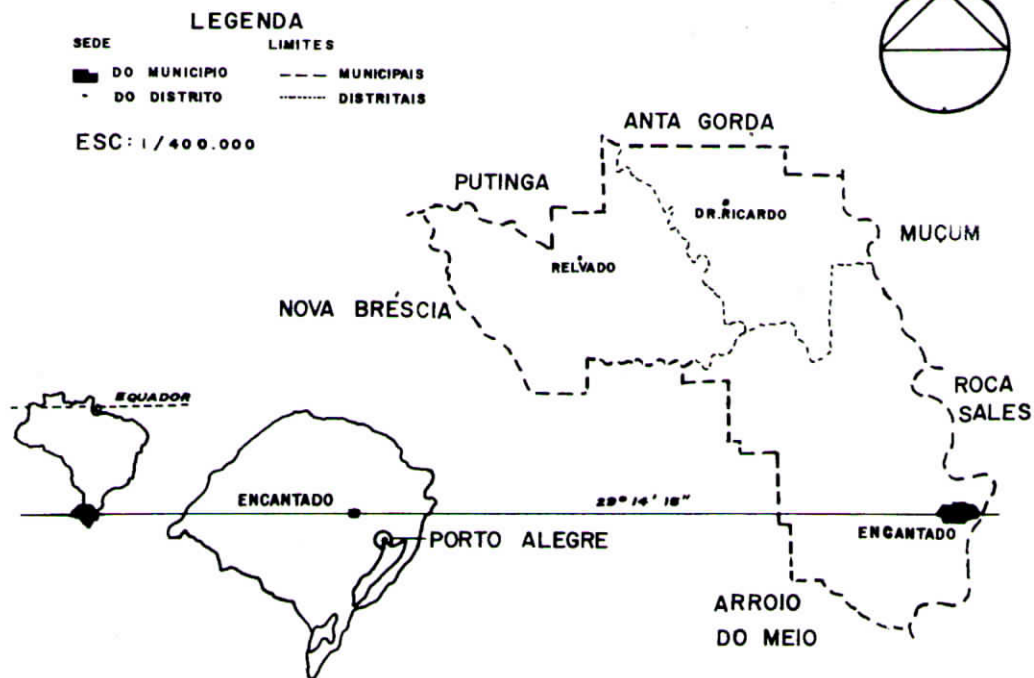 LEGENDA
SEDE LIMITES
DO MUNICIPIO MUNICIPAIS
DO DISTRITO DISTRITAIS
ESC: 1/400.000
ANTA GORDA
PUTINGA
DR. RICARDO
MUÇUM
RELVADO
NOVA BRÉSCIA
EQUADOR
ROCA
SALES
ENCANTADO
29° 14' 15"
ENCANTADO
PORTO ALEGRE
ARROIO
DO MEIO